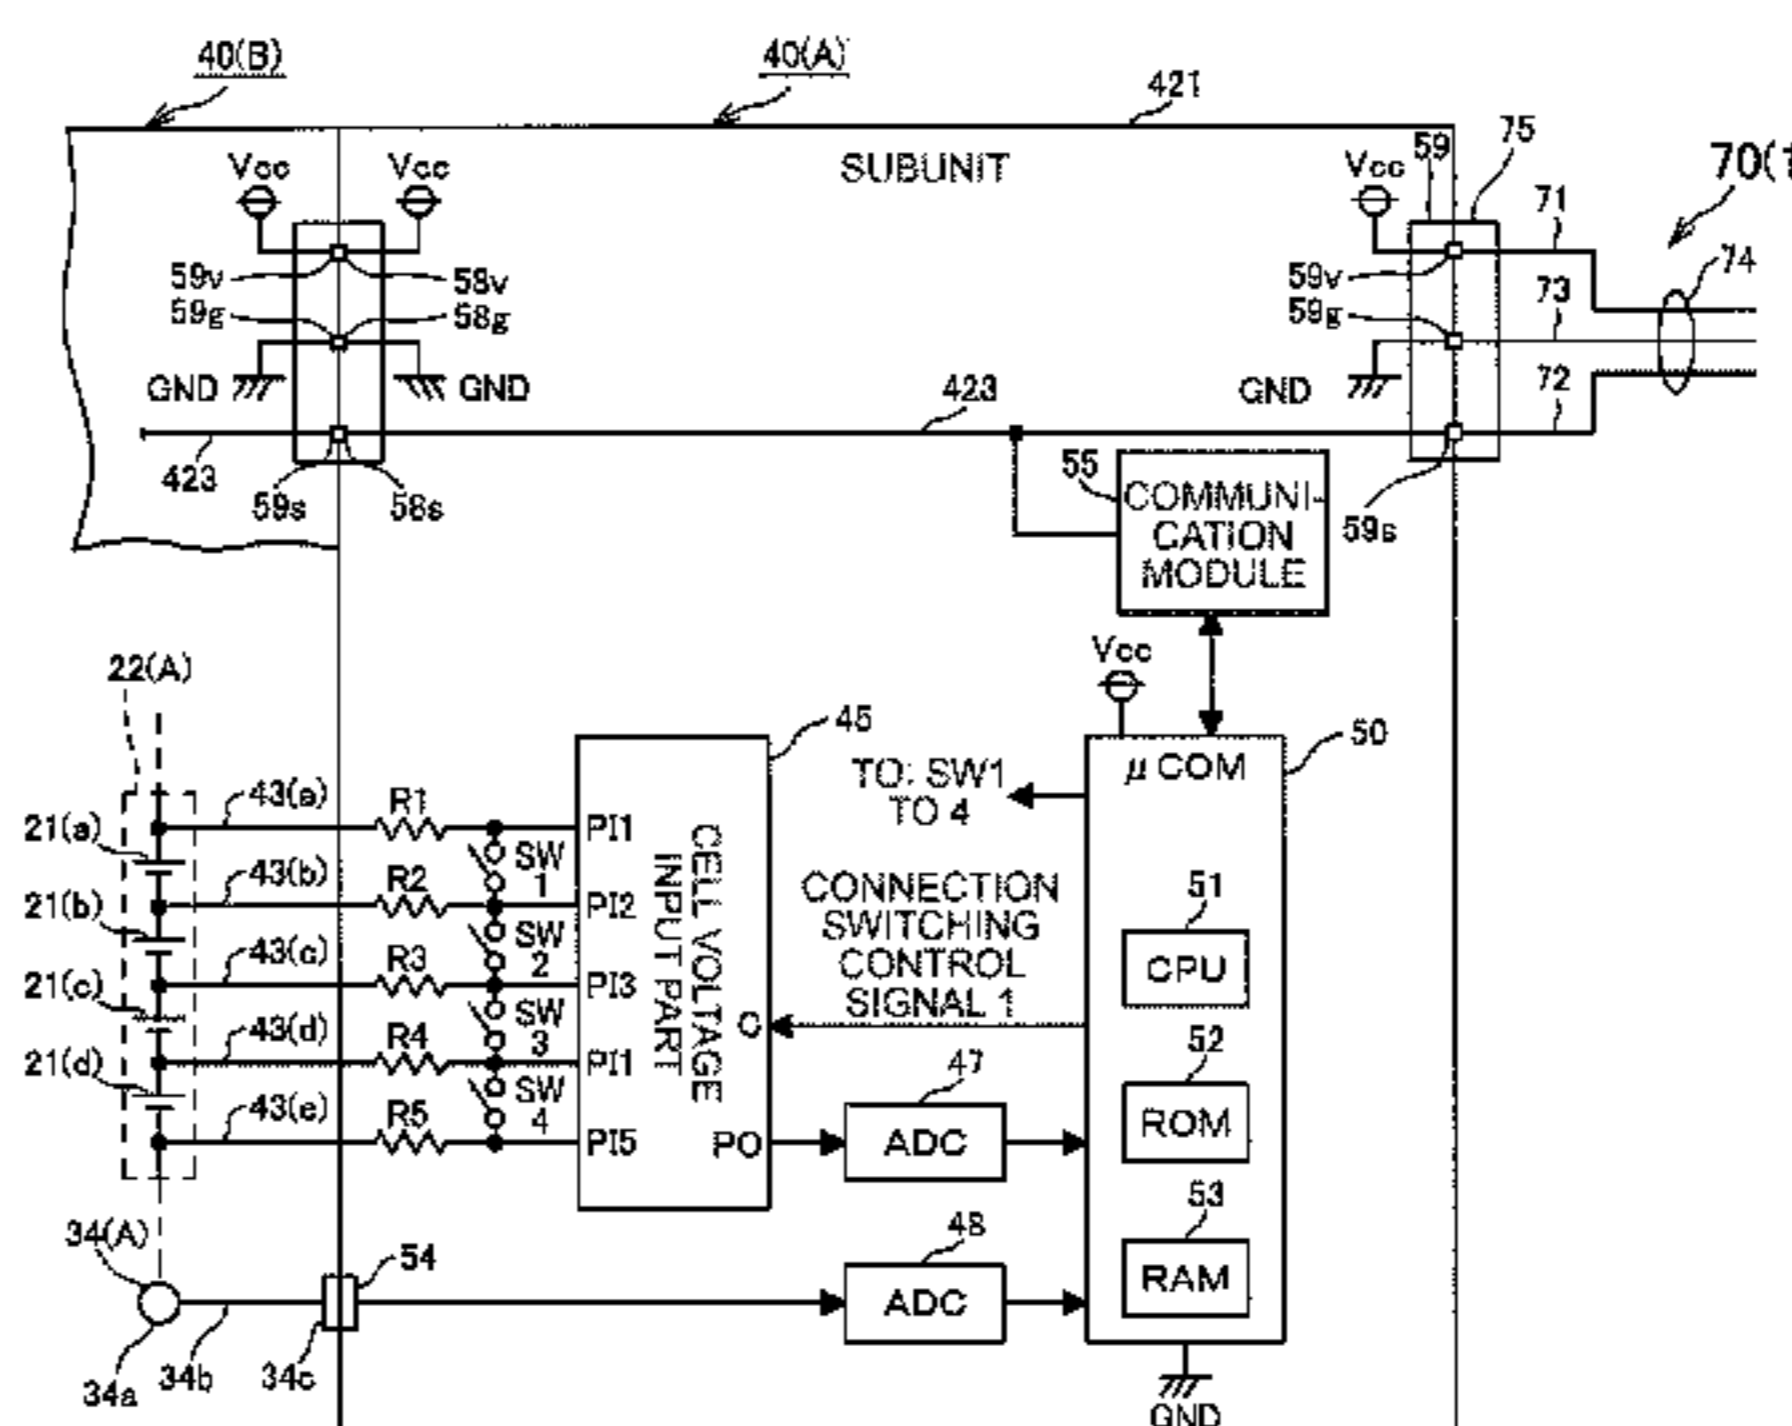 40(B)
40(A)
421
Vcc
Vcc
SUBUNIT
Vcc
59
75
70(
71
74
59v
58v
59v
73
59g
58g
59g
GND
GND
GND
72
423
423
59s
58s
55
COMMUNI-
CATION
MODULE
59s
22(A)
Vcc
45
50
TO: SW1
TO 4
μCOM
21(a)
43(a)
R1
PI1
SW
1
21(b)
43(b)
R2
PI2
SW
2
21(c)
43(c)
R3
PI3
SW
3
21(d)
43(d)
R4
PI1
SW
4
43(e)
R5
PI5
CELL VOLTAGE
INPUT PART
C
PO
CONNECTION
SWITCHING
CONTROL
SIGNAL 1
51
CPU
52
ROM
53
RAM
47
ADC
48
ADC
34(A)
54
34a
34b
34c
GND